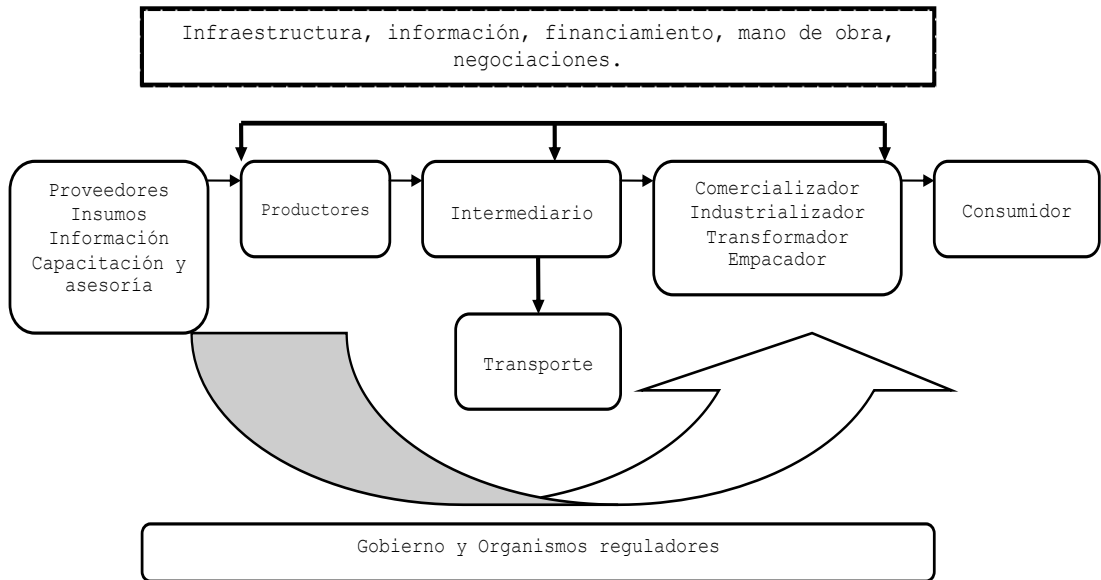 Infraestructura, información, financiamiento, mano de obra,
negociaciones.
Proveedores
Insumos
Información
Capacitación y
asesoría
Productores
Intermediario
Comercializador
Industrializador
Transformador
Empacador
Consumidor
Transporte
Gobierno y Organismos reguladores